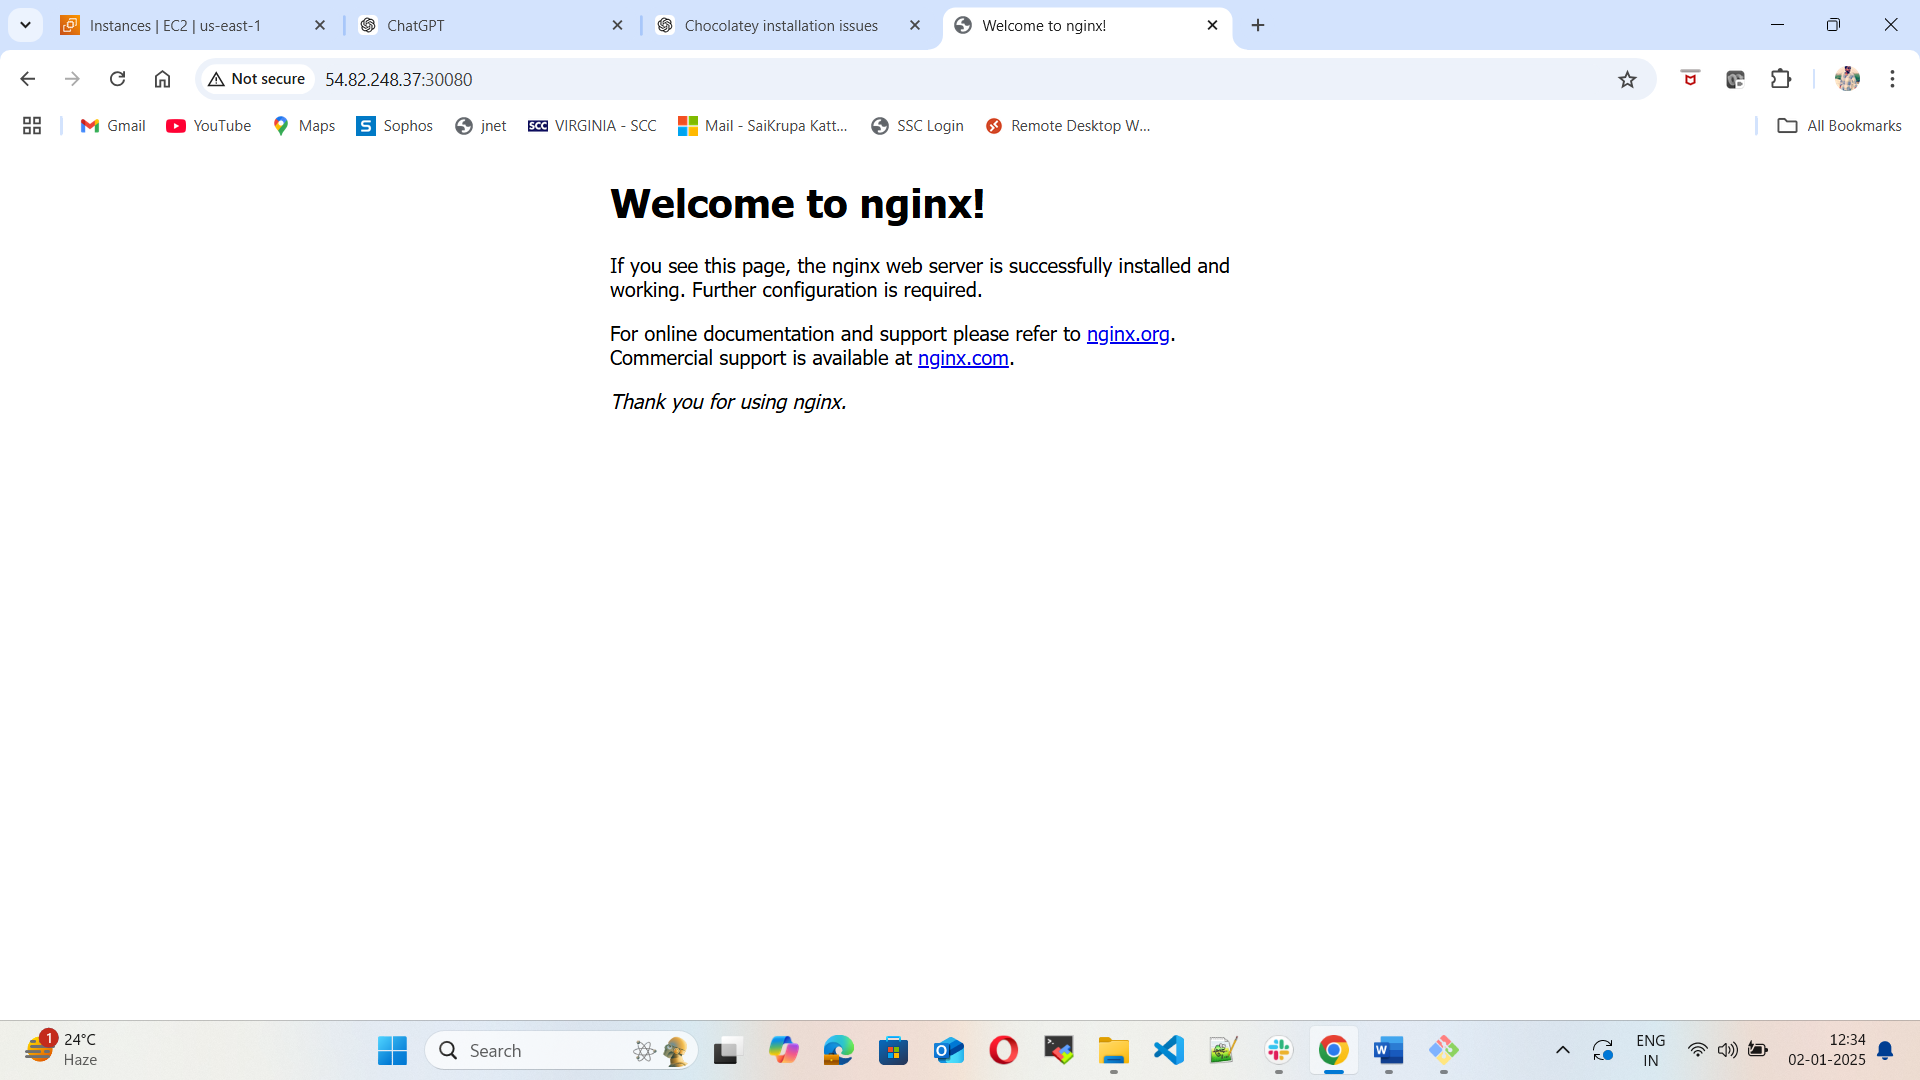 Instances | EC2 | us-east-1
ChatGPT
Chocolatey installation issues
Welcome to nginx!
Not secure
54.82.248.37:30080
Gmail
YouTube
Maps
S
Sophos
jnet
SCC
VIRGINIA - SCC
Mail - SaiKrupa Katt...
SSC Login
Remote Desktop W...
All Bookmarks
Welcome to nginx!
If you see this page, the nginx web server is successfully installed and
working. Further configuration is required.
For online documentation and support please refer to nginx.org.
Commercial support is available at nginx.com.
Thank you for using nginx.
1
24°C
Haze
Search
ENG
IN
12:34
02-01-2025